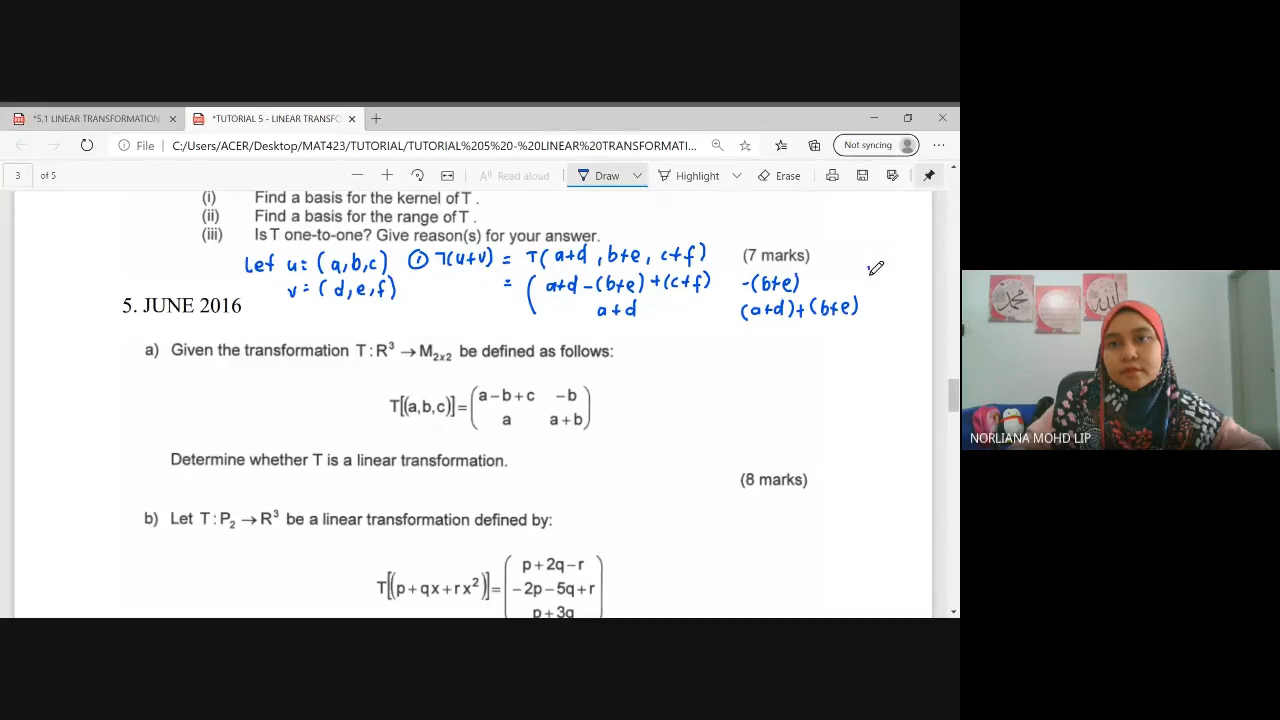 *5.1 LINEAR TRANSFORMATION
*TUTORIAL 5 - LINEAR TRANSFO
File
C:/Users/ACER/Desktop/MAT423/TUTORIAL/TUTORIAL%205%20-%20LINEAR%20TRANSFORMATI...
Not syncing
3 of 5
Read aloud
Draw
Highlight
Erase
(i) Find a basis for the kernel of T .
(ii) Find a basis for the range of T .
(iii) Is T one-to-one? Give reason(s) for your answer.
(7 marks)
Let u = (a,b,c) ① T(u+v) = T(a+d, b+e, c+f)
v = (d,e,f) = ( a+d -(b+e) +(c+f) -(b+e)
a+d (a+d)+(b+e)
5. JUNE 2016
a) Given the transformation T : R³ → M₂ₓ₂ be defined as follows:
T[(a,b,c)] = ( a − b + c −b
a a + b )
Determine whether T is a linear transformation.
(8 marks)
b) Let T : P₂ → R³ be a linear transformation defined by:
T[(p + qx + rx²)] = ( p + 2q − r
− 2p − 5q + r
p + 3q
NORLIANA MOHD LIP